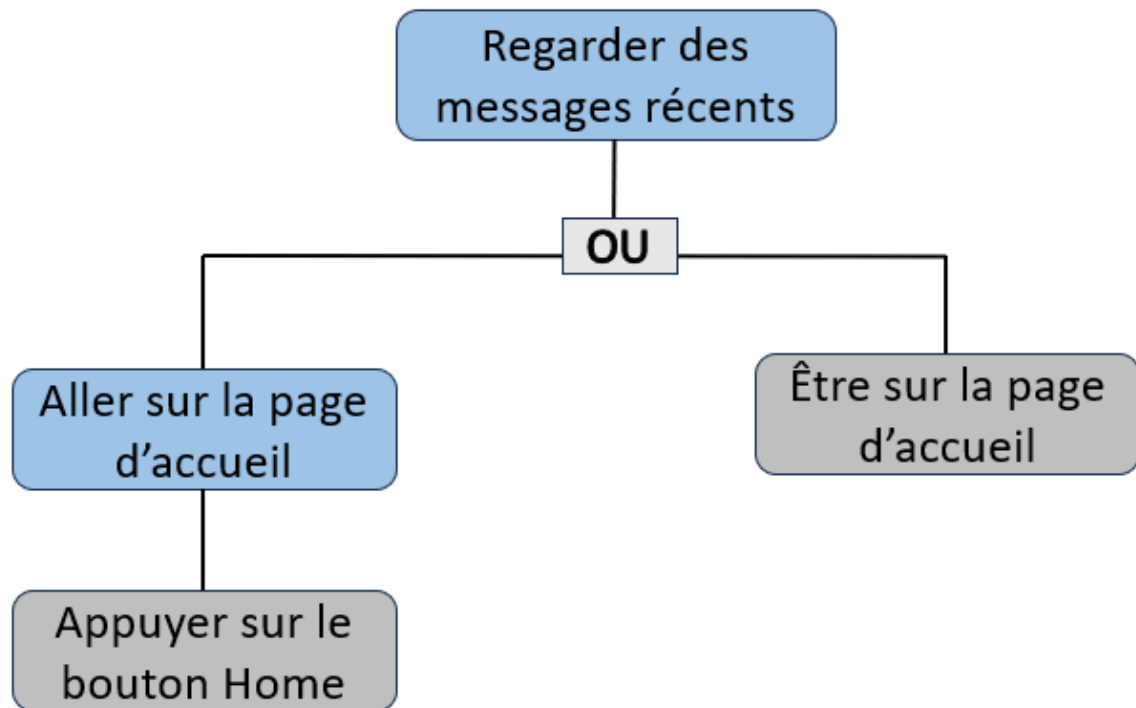 Regarder des
messages récents
OU
Aller sur la page
d’accueil
Être sur la page
d’accueil
Appuyer sur le
bouton Home